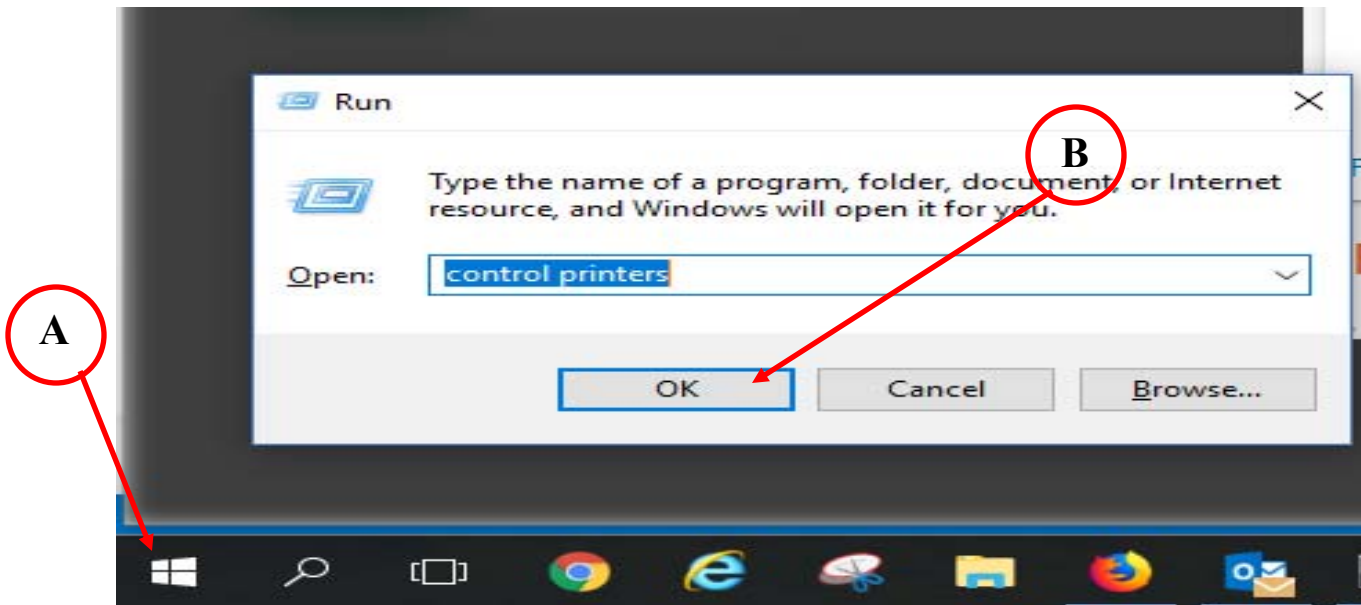 Run
B
Type the name of a program, folder, document, or Internet
resource, and Windows will open it for you.
Open: control printers
A
OK Cancel Browse...